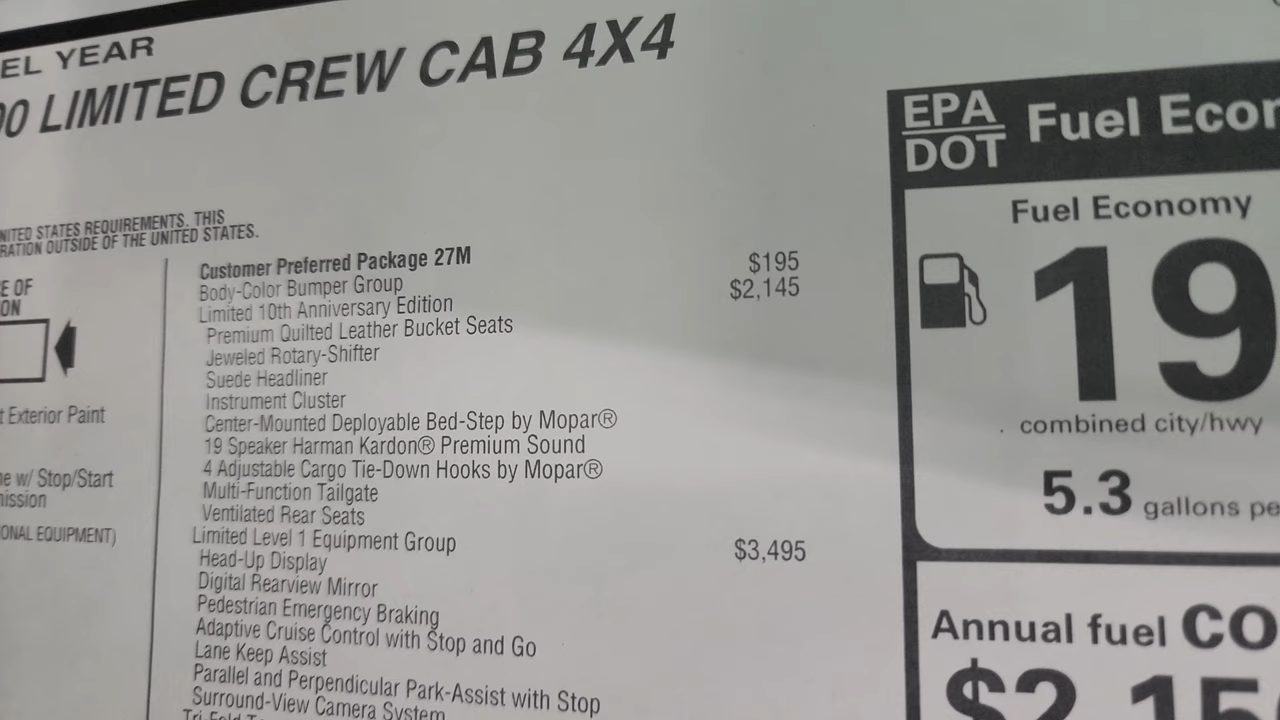 EL YEAR
00 LIMITED CREW CAB 4X4
NITED STATES REQUIREMENTS. THIS
RATION OUTSIDE OF THE UNITED STATES.
E OF
ON
t Exterior Paint
ne w/ Stop/Start
mission
ONAL EQUIPMENT)
Customer Preferred Package 27M
Body-Color Bumper Group $195
Limited 10th Anniversary Edition $2,145
Premium Quilted Leather Bucket Seats
Jeweled Rotary-Shifter
Suede Headliner
Instrument Cluster
Center-Mounted Deployable Bed-Step by Mopar®
19 Speaker Harman Kardon® Premium Sound
4 Adjustable Cargo Tie-Down Hooks by Mopar®
Multi-Function Tailgate
Ventilated Rear Seats
Limited Level 1 Equipment Group $3,495
Head-Up Display
Digital Rearview Mirror
Pedestrian Emergency Braking
Adaptive Cruise Control with Stop and Go
Lane Keep Assist
Parallel and Perpendicular Park-Assist with Stop
Surround-View Camera System
EPA
DOT
Fuel Econ
Fuel Economy
19
combined city/hwy
5.3 gallons pe
Annual fuel CO
$2,15